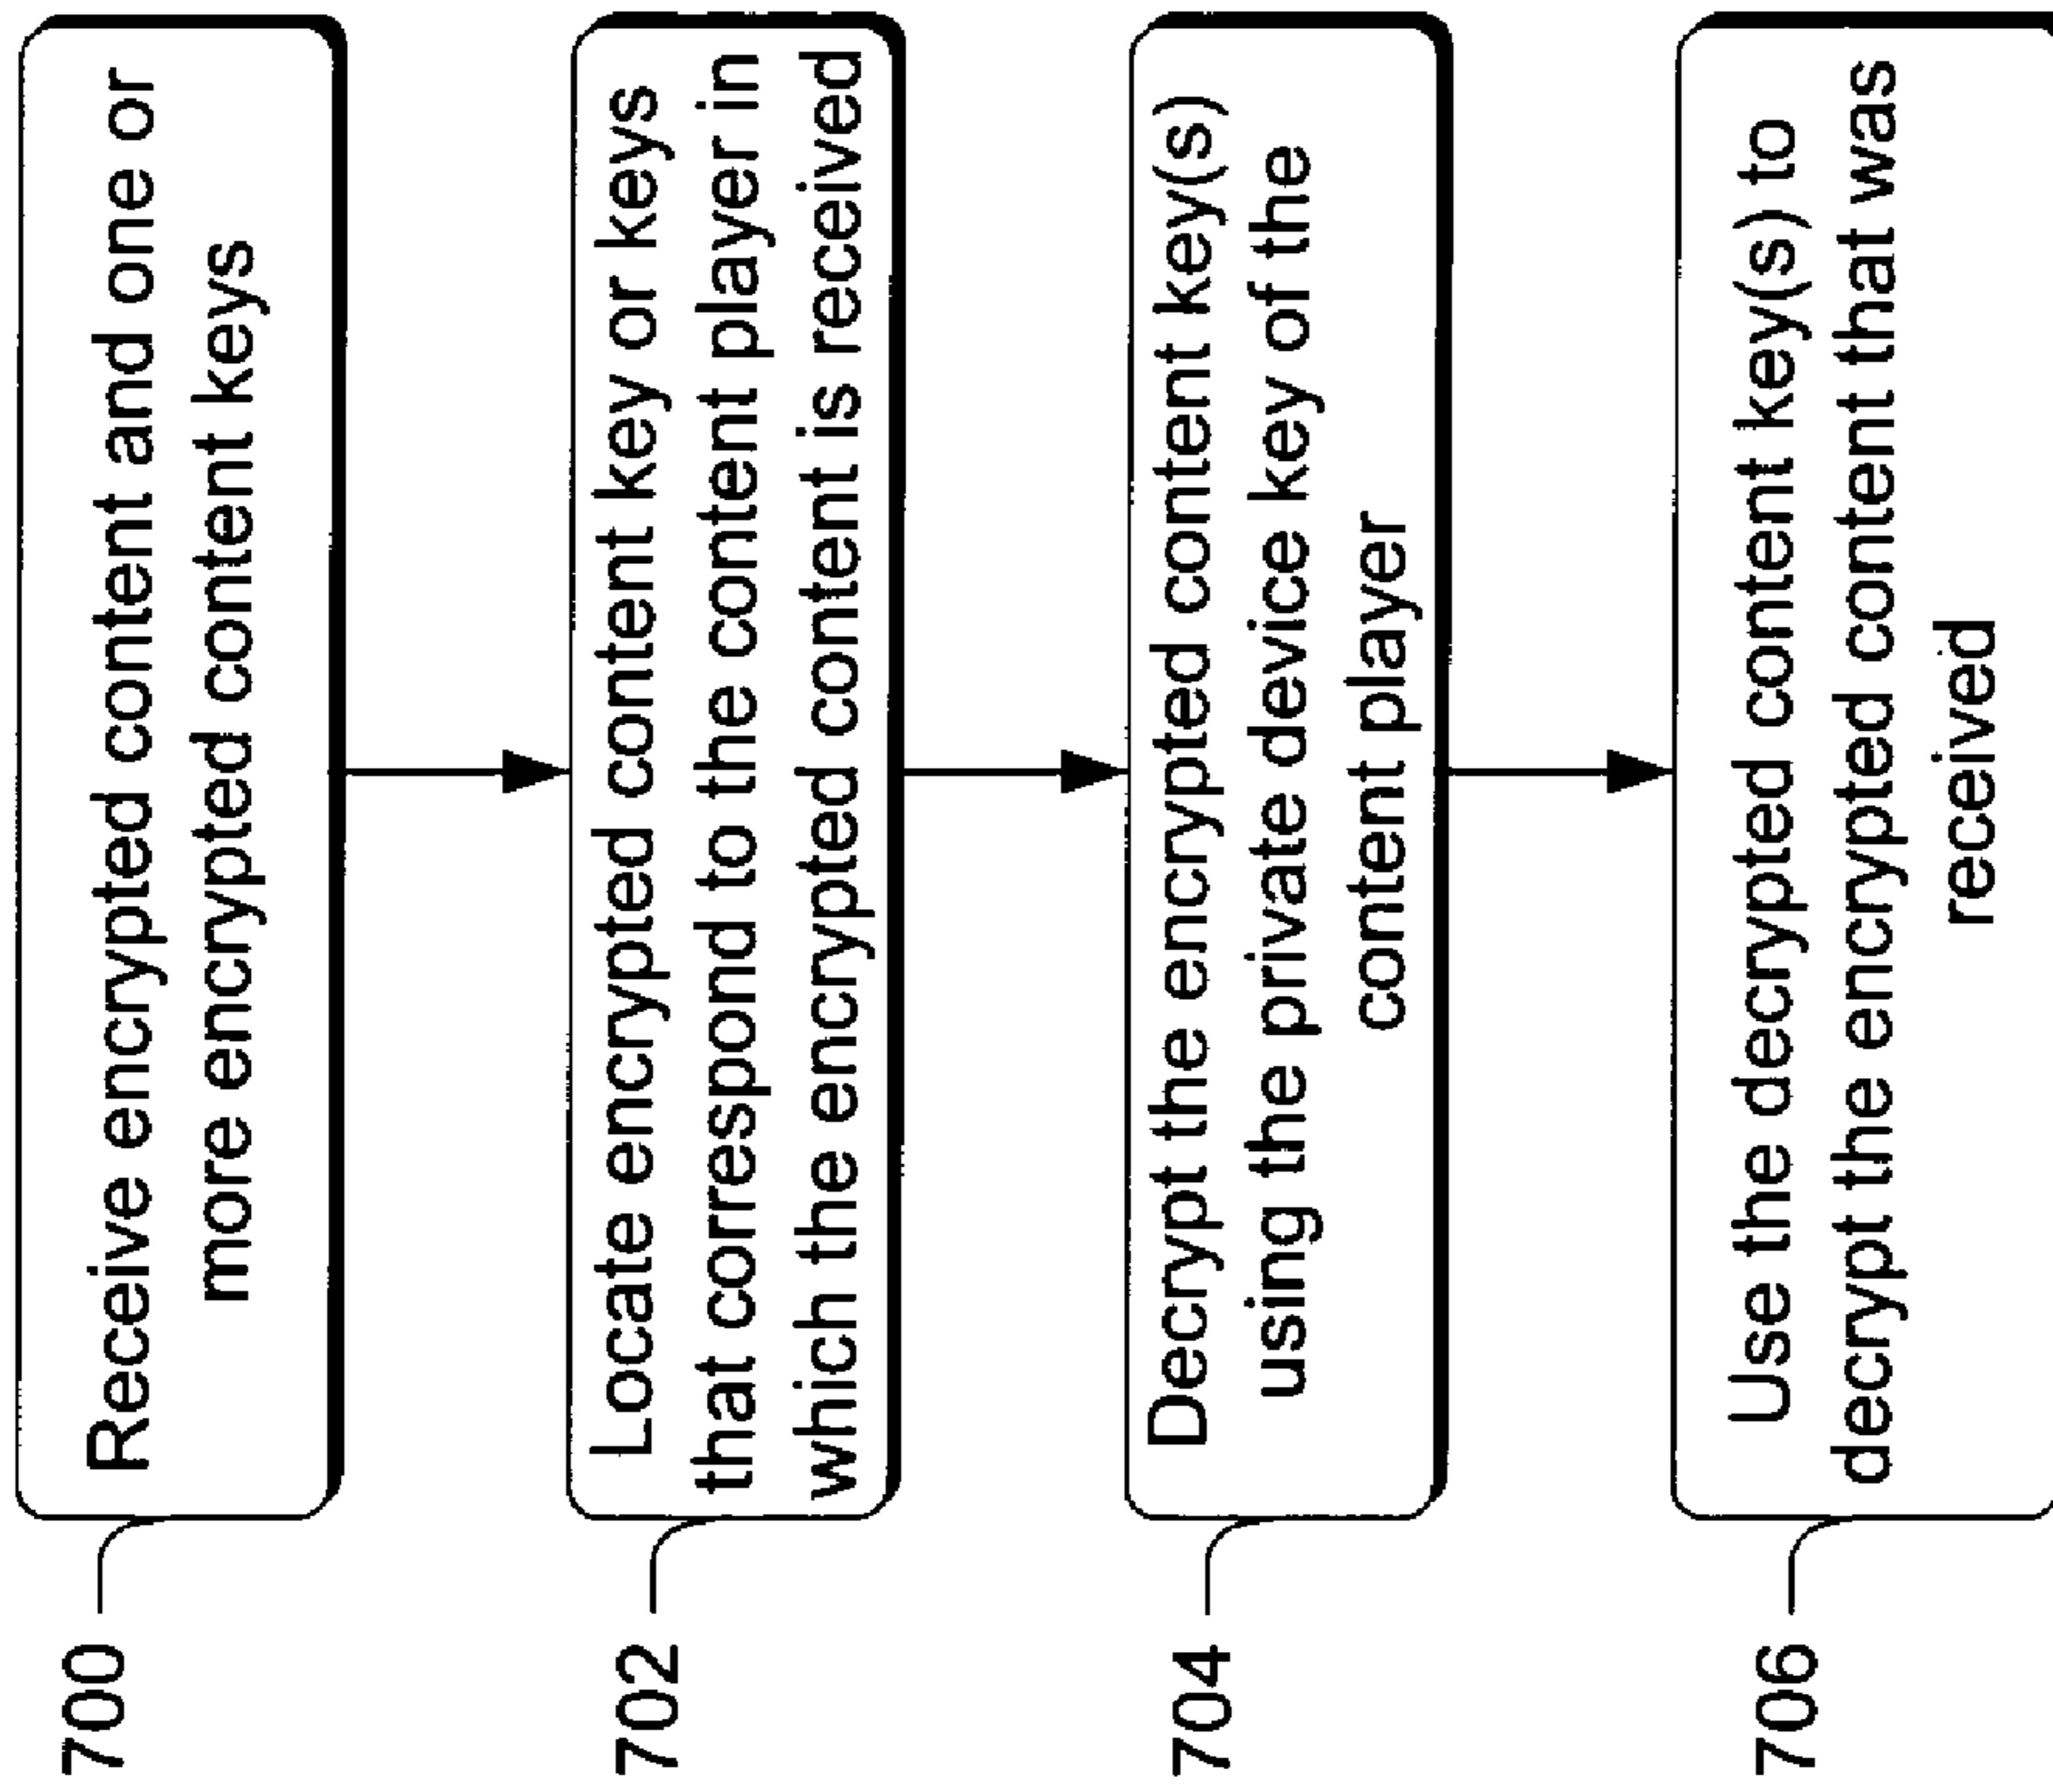 700
Receive encrypted content and one or
more encrypted content keys
702
Locate encrypted content key or keys
that correspond to the content player in
which the encrypted content is received
704
Decrypt the encrypted content key(s)
using the private device key of the
content player
706
Use the decrypted content key(s) to
decrypt the encrypted content that was
received